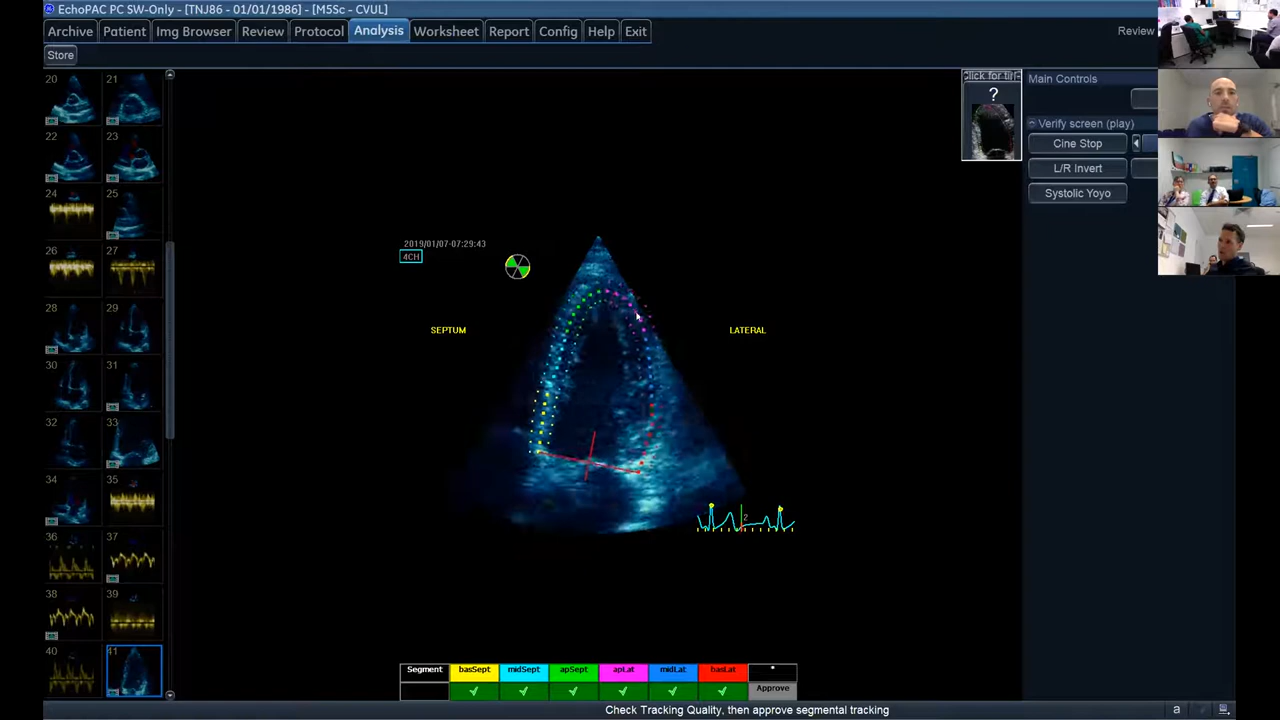 EchoPAC PC SW-Only - [TNJ86 - 01/01/1986] - [M5Sc - CVUL]
Archive Patient Img Browser Review Protocol Analysis Worksheet Report Config Help Exit Review
Store
20 21
22 23
24 25
26 27
28 29
30 31
32 33
34 35
36 37
38 39
40 41
?
Main Controls
Verify screen (play)
Cine Stop
L/R Invert
Systolic Yoyo
2019/01/07-07:29:43
4CH
SEPTUM LATERAL
2
Segment basSept midSept apSept apLat midLat basLat *
Approve
Check Tracking Quality, then approve segmental tracking
a